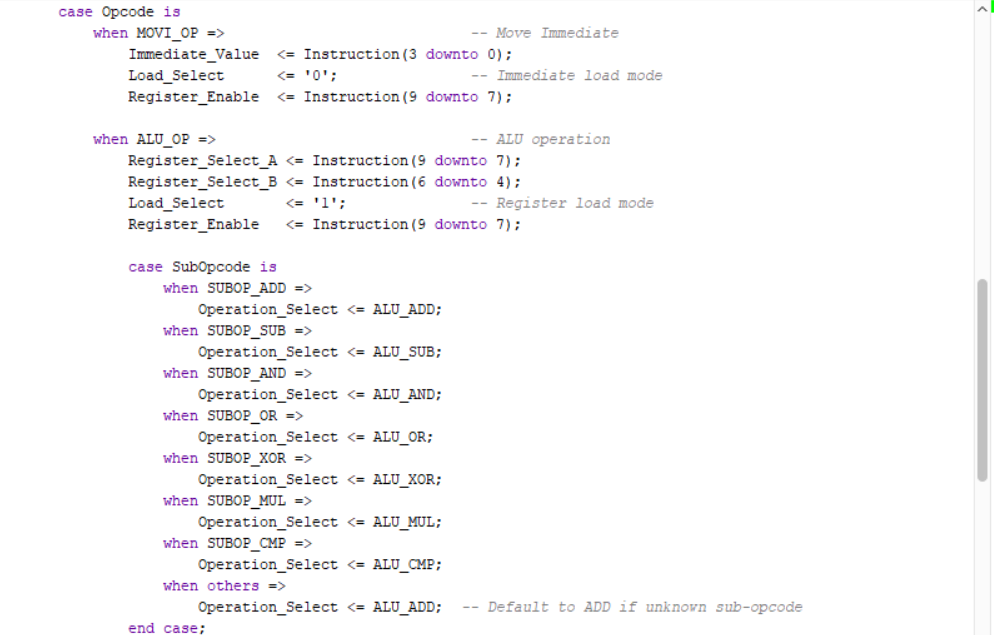 case Opcode is
when MOVI_OP => -- Move Immediate
Immediate_Value <= Instruction(3 downto 0);
Load_Select <= '0'; -- Immediate load mode
Register_Enable <= Instruction(9 downto 7);
when ALU_OP => -- ALU operation
Register_Select_A <= Instruction(9 downto 7);
Register_Select_B <= Instruction(6 downto 4);
Load_Select <= '1'; -- Register load mode
Register_Enable <= Instruction(9 downto 7);
case SubOpcode is
when SUBOP_ADD =>
Operation_Select <= ALU_ADD;
when SUBOP_SUB =>
Operation_Select <= ALU_SUB;
when SUBOP_AND =>
Operation_Select <= ALU_AND;
when SUBOP_OR =>
Operation_Select <= ALU_OR;
when SUBOP_XOR =>
Operation_Select <= ALU_XOR;
when SUBOP_MUL =>
Operation_Select <= ALU_MUL;
when SUBOP_CMP =>
Operation_Select <= ALU_CMP;
when others =>
Operation_Select <= ALU_ADD; -- Default to ADD if unknown sub-opcode
end case;